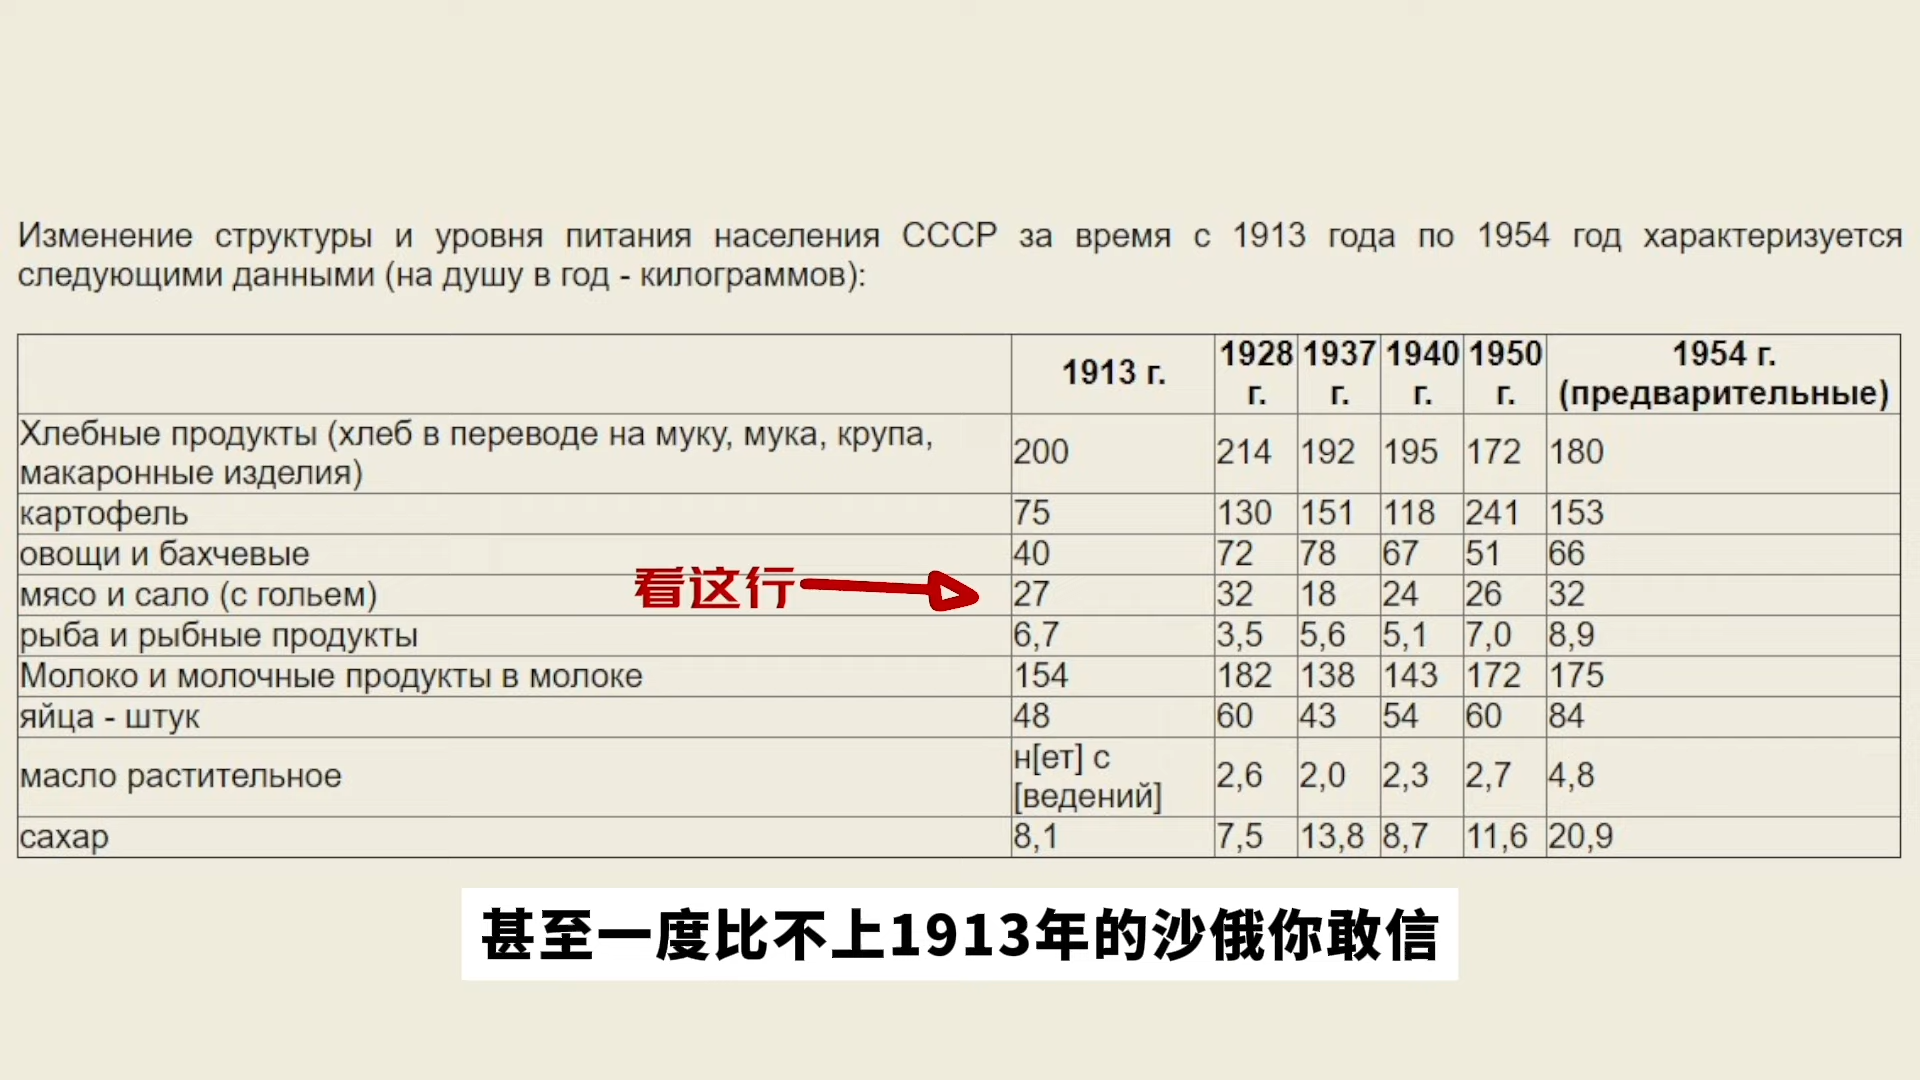 Изменение структуры и уровня питания населения СССР за время с 1913 года по 1954 год характеризуется
следующими данными (на душу в год - килограммов):
1913 г. 1928 г. 1937 г. 1940 г. 1950 г. 1954 г. (предварительные)
Хлебные продукты (хлеб в переводе на муку, мука, крупа,
макаронные изделия) 200 214 192 195 172 180
картофель 75 130 151 118 241 153
овощи и бахчевые 40 72 78 67 51 66
мясо и сало (с гольем) 看这行 27 32 18 24 26 32
рыба и рыбные продукты 6,7 3,5 5,6 5,1 7,0 8,9
Молоко и молочные продукты в молоке 154 182 138 143 172 175
яйца - штук 48 60 43 54 60 84
масло растительное н[ет] с [ведений] 2,6 2,0 2,3 2,7 4,8
сахар 8,1 7,5 13,8 8,7 11,6 20,9
甚至一度比不上1913年的沙俄你敢信